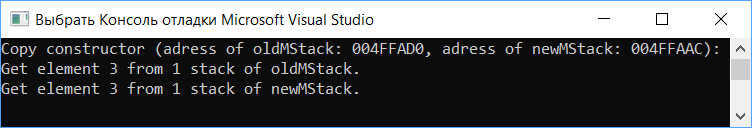 Выбрать Консоль отладки Microsoft Visual Studio
Copy constructor (adress of oldMStack: 004FFAD0, adress of newMStack: 004FFAAC):
Get element 3 from 1 stack of oldMStack.
Get element 3 from 1 stack of newMStack.